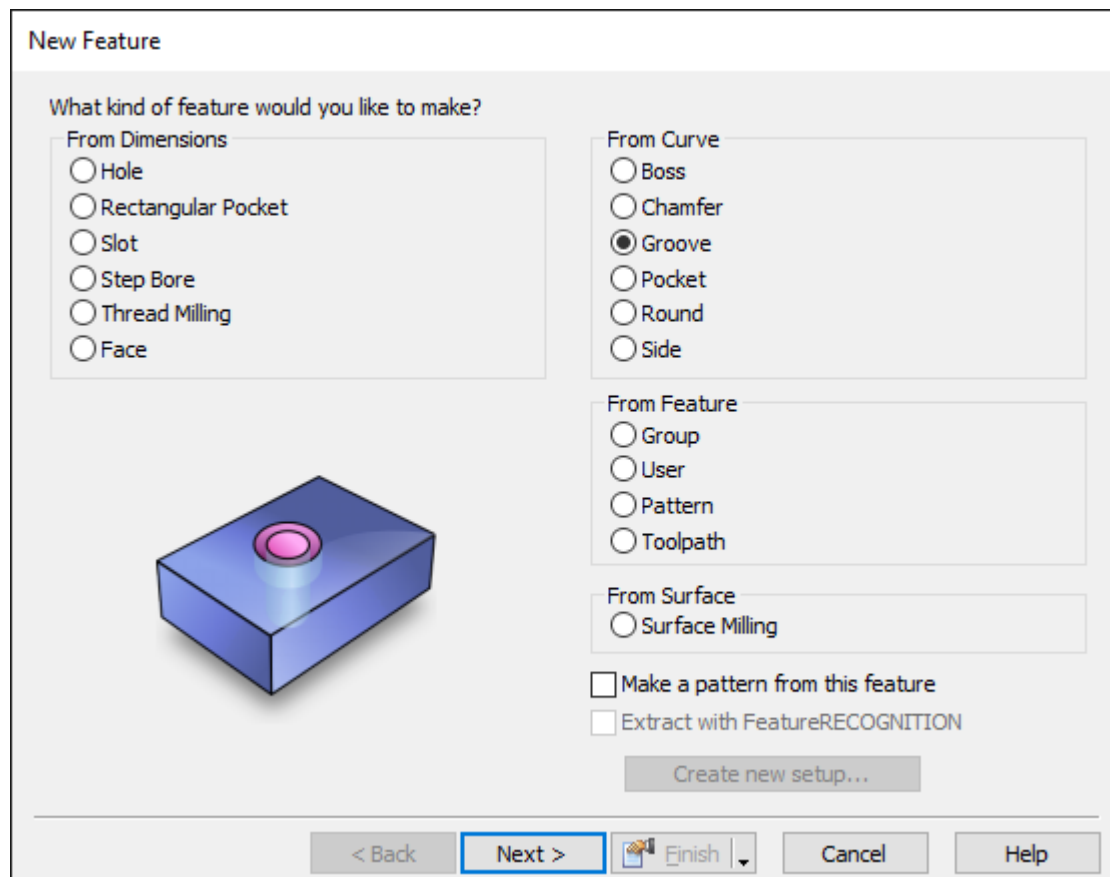 New Feature
What kind of feature would you like to make?
From Dimensions
Hole
Rectangular Pocket
Slot
Step Bore
Thread Milling
Face
From Curve
Boss
Chamfer
Groove
Pocket
Round
Side
From Feature
Group
User
Pattern
Toolpath
From Surface
Surface Milling
Make a pattern from this feature
Extract with FeatureRECOGNITION
Create new setup...
< Back
Next >
Finish
Cancel
Help